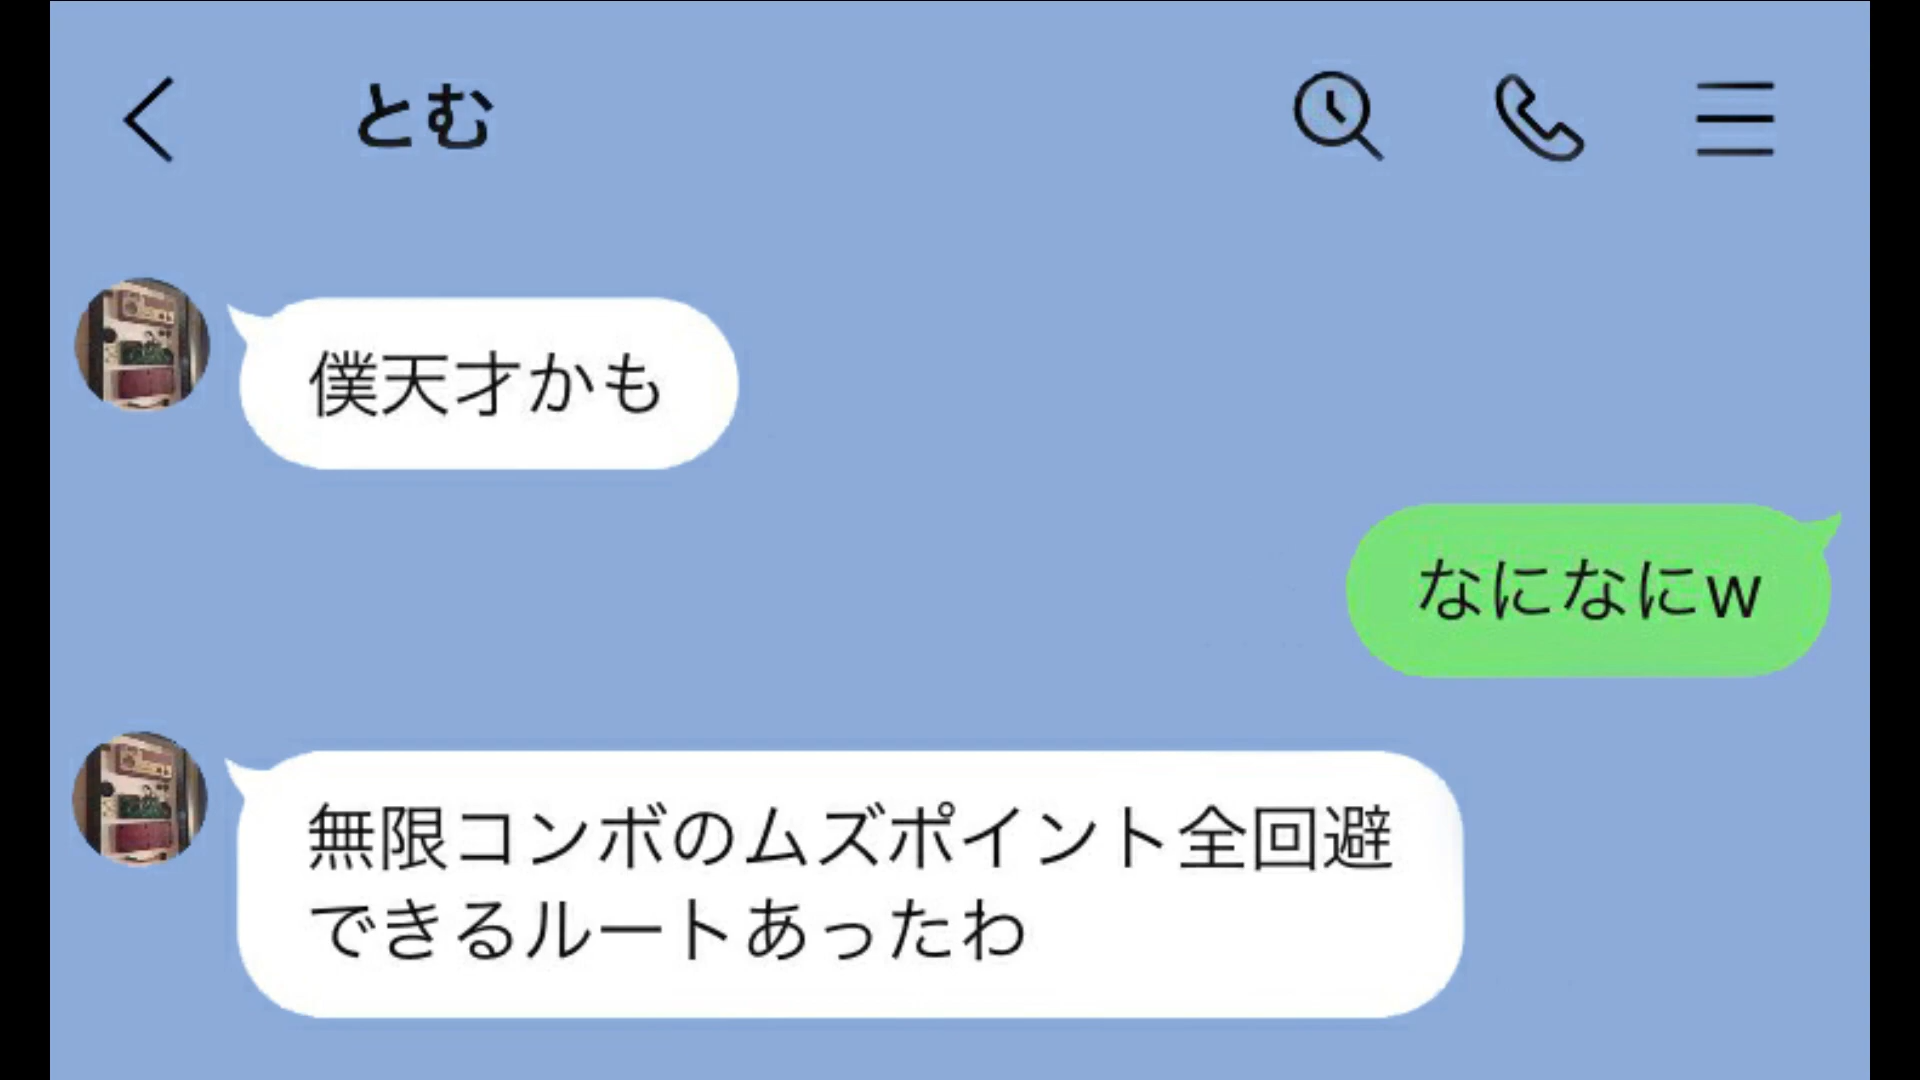 とむ
僕天才かも
なになにw
無限コンボのムズポイント全回避
できるルートあったわ